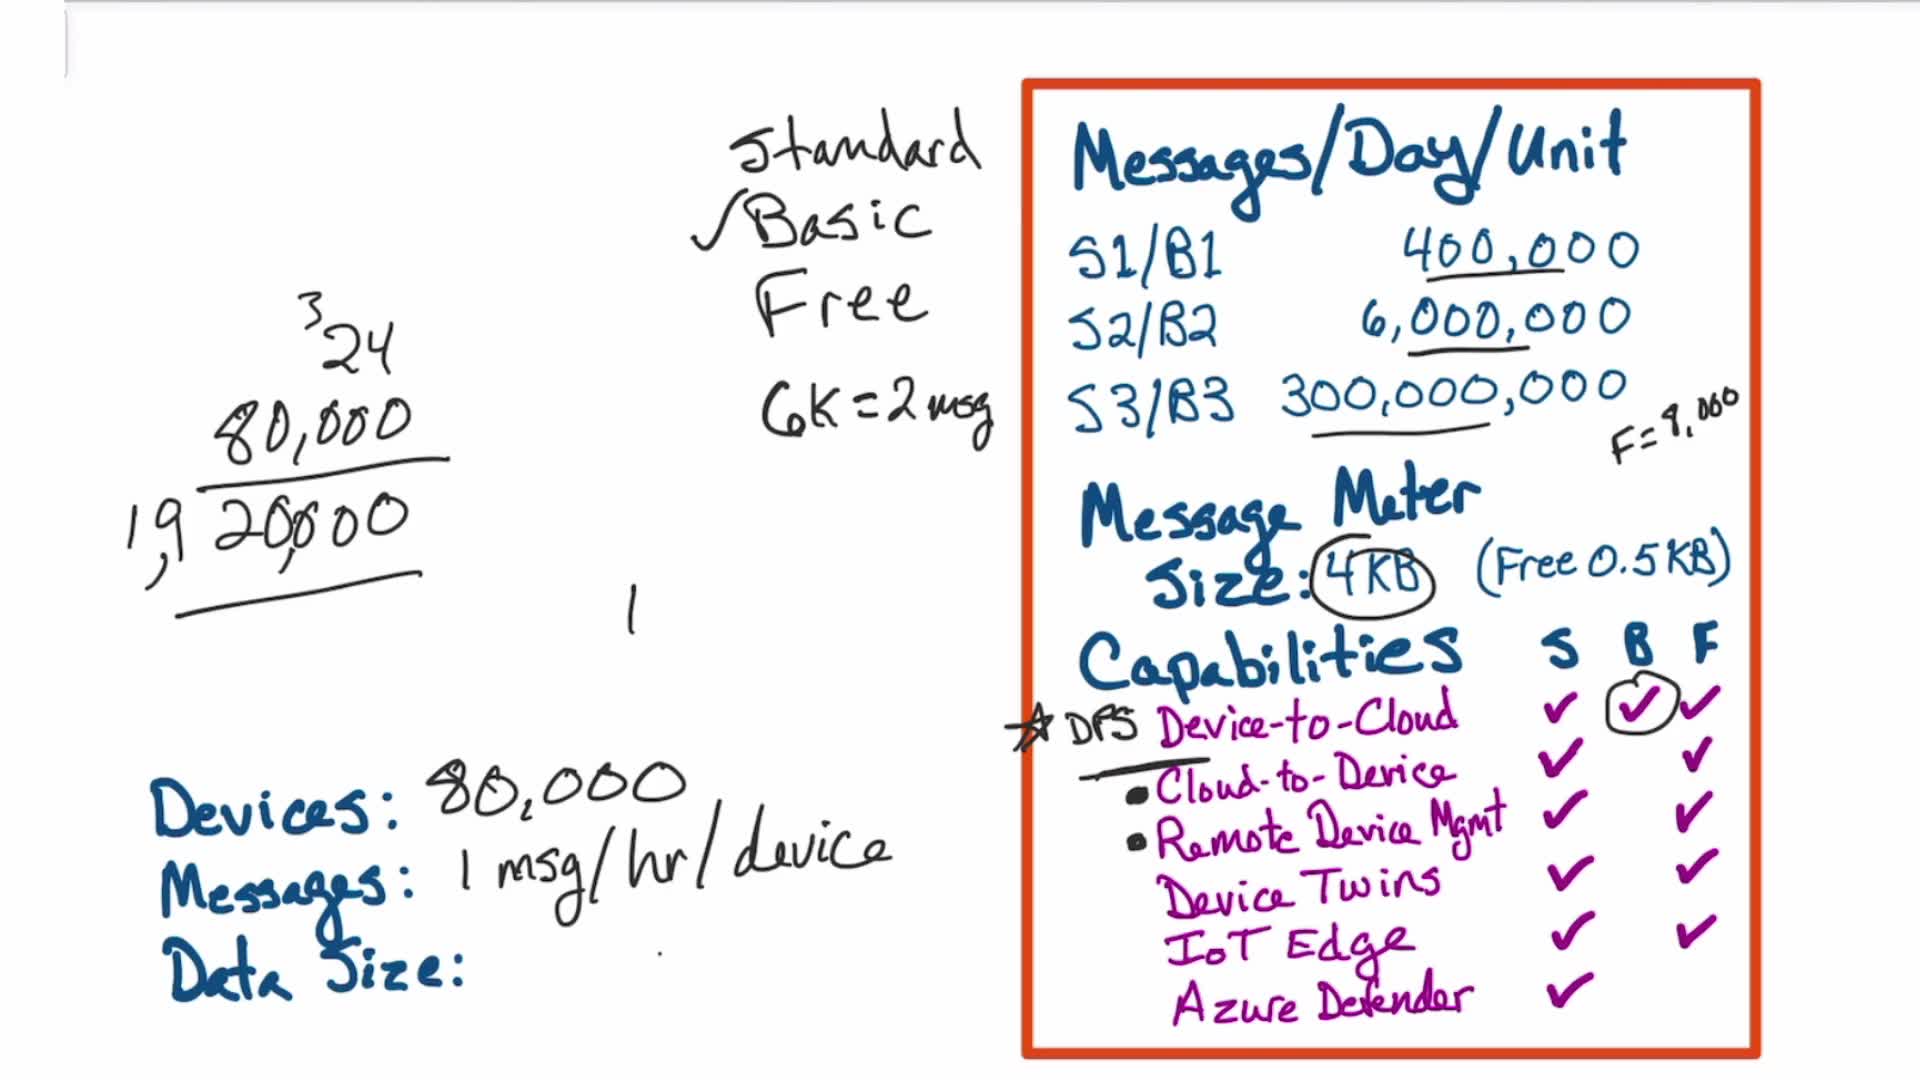 3
24
80,000
1,920,000
1
Standard
✓Basic
Free
6K=2 msg
Devices: 80,000
Messages: 1 msg/hr/device
Data Size:
Messages/Day/Unit
S1/B1 400,000
S2/B2 6,000,000
S3/B3 300,000,000
F=8,000
Message Meter
Size: 4KB (Free 0.5KB)
Capabilities S B F
★ DPS Device-to-Cloud ✓ ✓ ✓
• Cloud-to-Device ✓ ✓
• Remote Device Mgmt ✓ ✓
Device Twins ✓ ✓
IoT Edge ✓ ✓
Azure Defender ✓